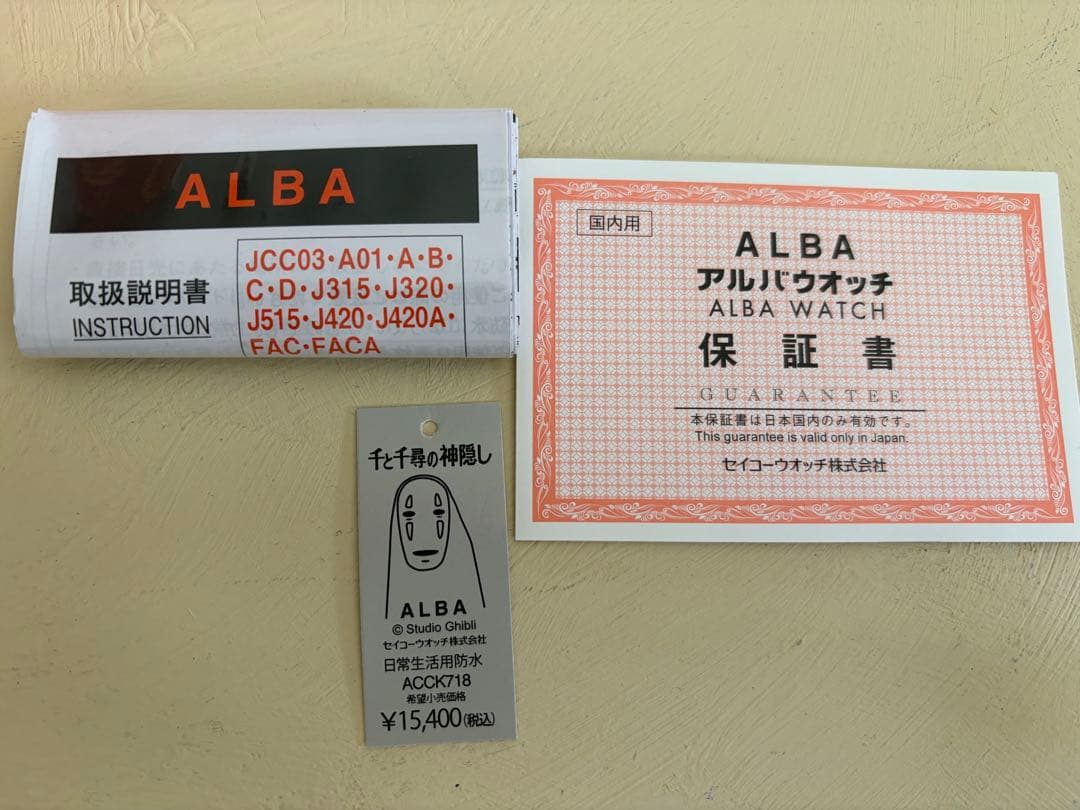 ALBA
取扱説明書
INSTRUCTION
JCC03・A01・A・B・
C・D・J315・J320・
J515・J420・J420A・
FAC・FACA
国内用
ALBA
アルバウオッチ
ALBA WATCH
保証書
GUARANTEE
本保証書は日本国内のみ有効です。
This guarantee is valid only in Japan.
セイコーウオッチ株式会社
千と千尋の神隠し
ALBA
© Studio Ghibli
セイコーウオッチ株式会社
日常生活用防水
ACCK718
希望小売価格
¥15,400(税込)